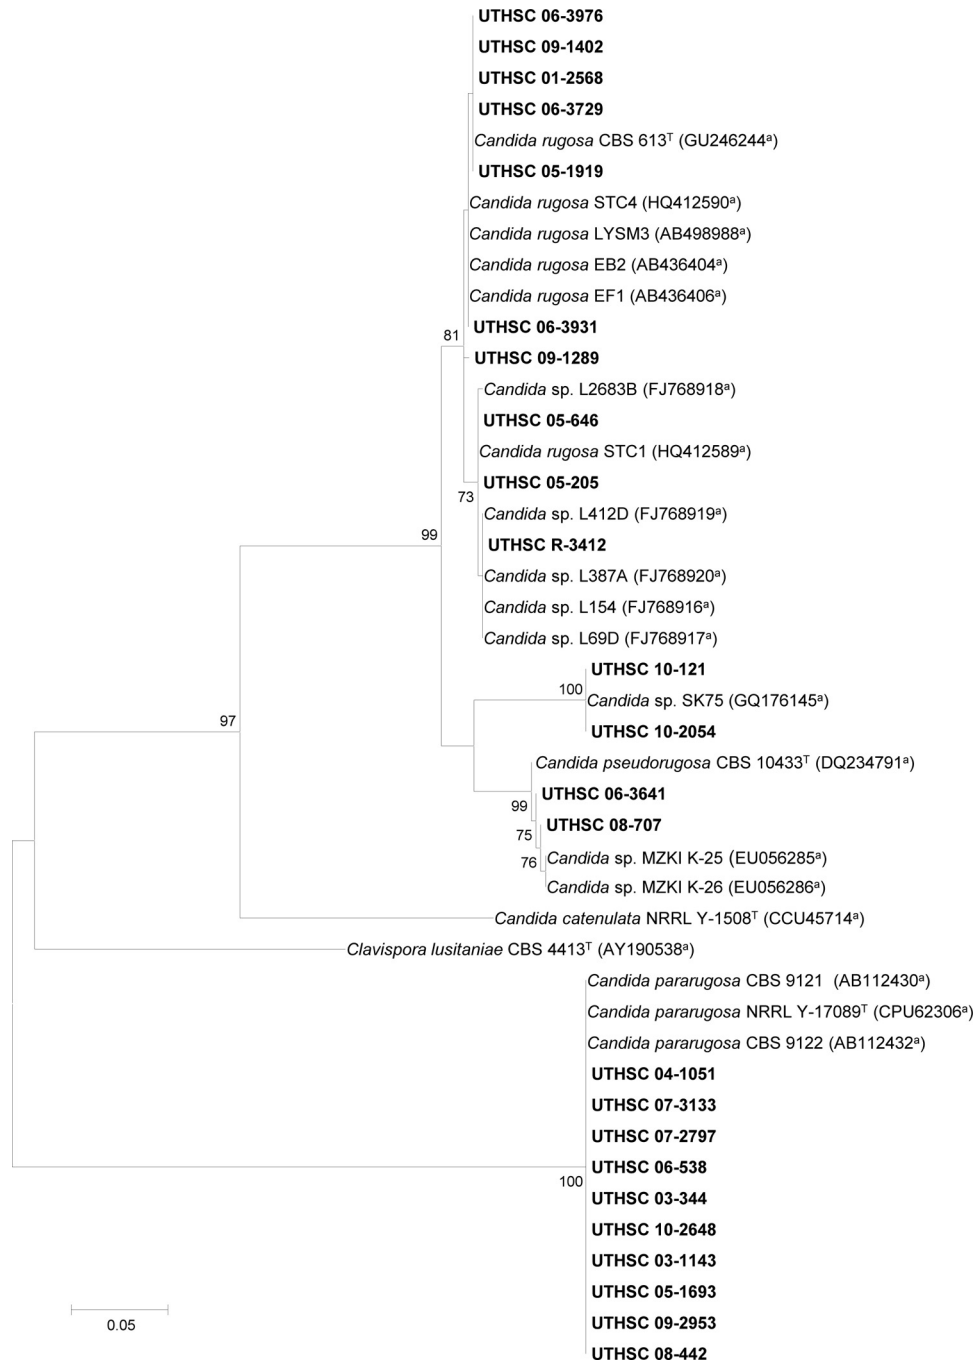 UTHSC 06-3976
UTHSC 09-1402
UTHSC 01-2568
UTHSC 06-3729
Candida rugosa CBS 613ᵀ (GU246244ᵃ)
UTHSC 05-1919
Candida rugosa STC4 (HQ412590ᵃ)
Candida rugosa LYSM3 (AB498988ᵃ)
Candida rugosa EB2 (AB436404ᵃ)
Candida rugosa EF1 (AB436406ᵃ)
UTHSC 06-3931
81
UTHSC 09-1289
Candida sp. L2683B (FJ768918ᵃ)
UTHSC 05-646
Candida rugosa STC1 (HQ412589ᵃ)
UTHSC 05-205
73
Candida sp. L412D (FJ768919ᵃ)
99
UTHSC R-3412
Candida sp. L387A (FJ768920ᵃ)
Candida sp. L154 (FJ768916ᵃ)
Candida sp. L69D (FJ768917ᵃ)
UTHSC 10-121
100
Candida sp. SK75 (GQ176145ᵃ)
97
UTHSC 10-2054
Candida pseudorugosa CBS 10433ᵀ (DQ234791ᵃ)
UTHSC 06-3641
99
UTHSC 08-707
75
Candida sp. MZKI K-25 (EU056285ᵃ)
76
Candida sp. MZKI K-26 (EU056286ᵃ)
Candida catenulata NRRL Y-1508ᵀ (CCU45714ᵃ)
Clavispora lusitaniae CBS 4413ᵀ (AY190538ᵃ)
Candida pararugosa CBS 9121 (AB112430ᵃ)
Candida pararugosa NRRL Y-17089ᵀ (CPU62306ᵃ)
Candida pararugosa CBS 9122 (AB112432ᵃ)
UTHSC 04-1051
UTHSC 07-3133
UTHSC 07-2797
UTHSC 06-538
100
UTHSC 03-344
UTHSC 10-2648
UTHSC 03-1143
UTHSC 05-1693
UTHSC 09-2953
0.05
UTHSC 08-442